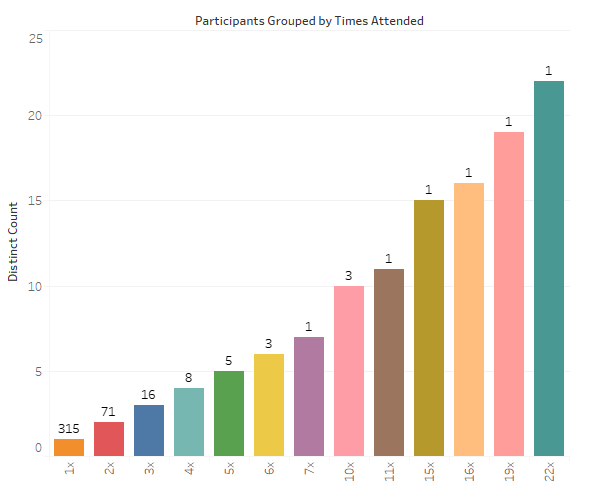 Participants Grouped by Times Attended
25
20
15
10
5
0
Distinct Count
315
71
16
8
5
3
1
3
1
1
1
1
1
1x
2x
3x
4x
5x
6x
7x
10x
11x
15x
16x
19x
22x